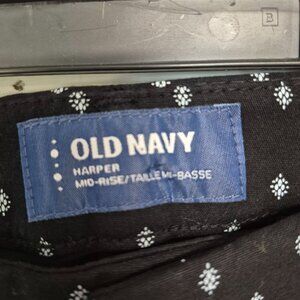 B
OLD NAVY
HARPER
MID-RISE/TAILLE MI-BASSE